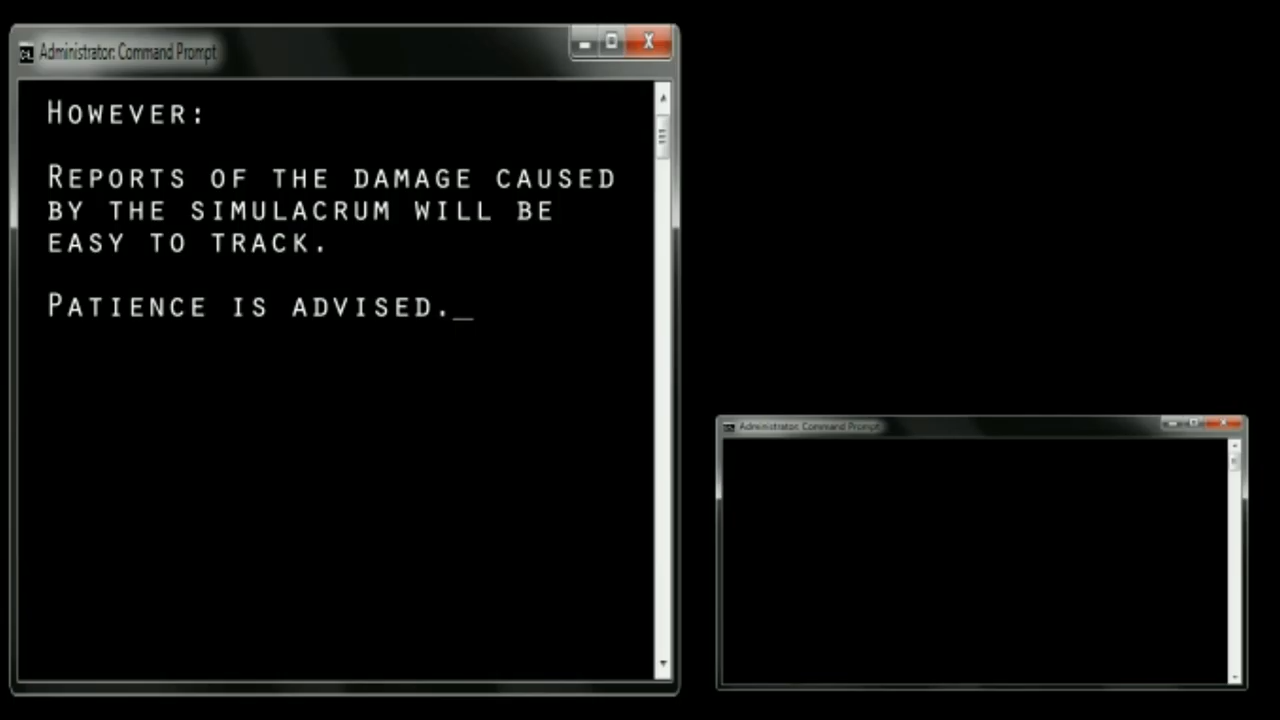 Administrator: Command Prompt
However:
Reports of the damage caused
by the simulacrum will be
easy to track.
Patience is advised._
Administrator: Command Prompt